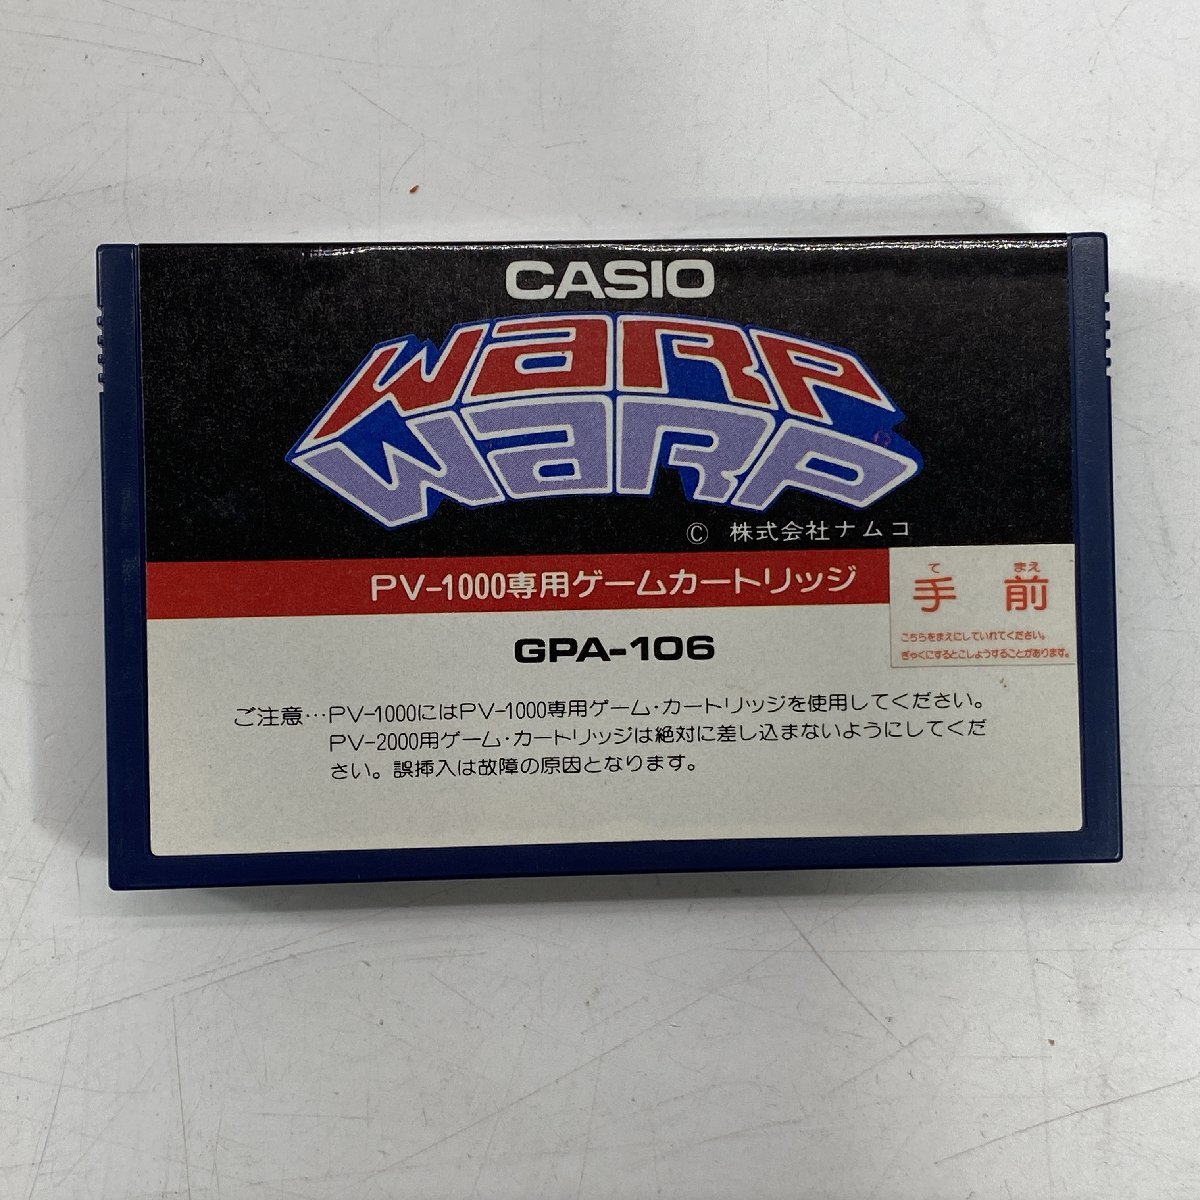 CASIO
WaRP
WaRP
© 株式会社ナムコ
PV-1000専用ゲームカートリッジ
て まえ
手 前
こちらをまえにしていれてください。
ぎゃくにするとこしょうすることがあります。
GPA-106
ご注意…PV-1000にはPV-1000専用ゲーム・カートリッジを使用してください。
PV-2000用ゲーム・カートリッジは絶対に差し込まないようにしてくだ
さい。誤挿入は故障の原因となります。